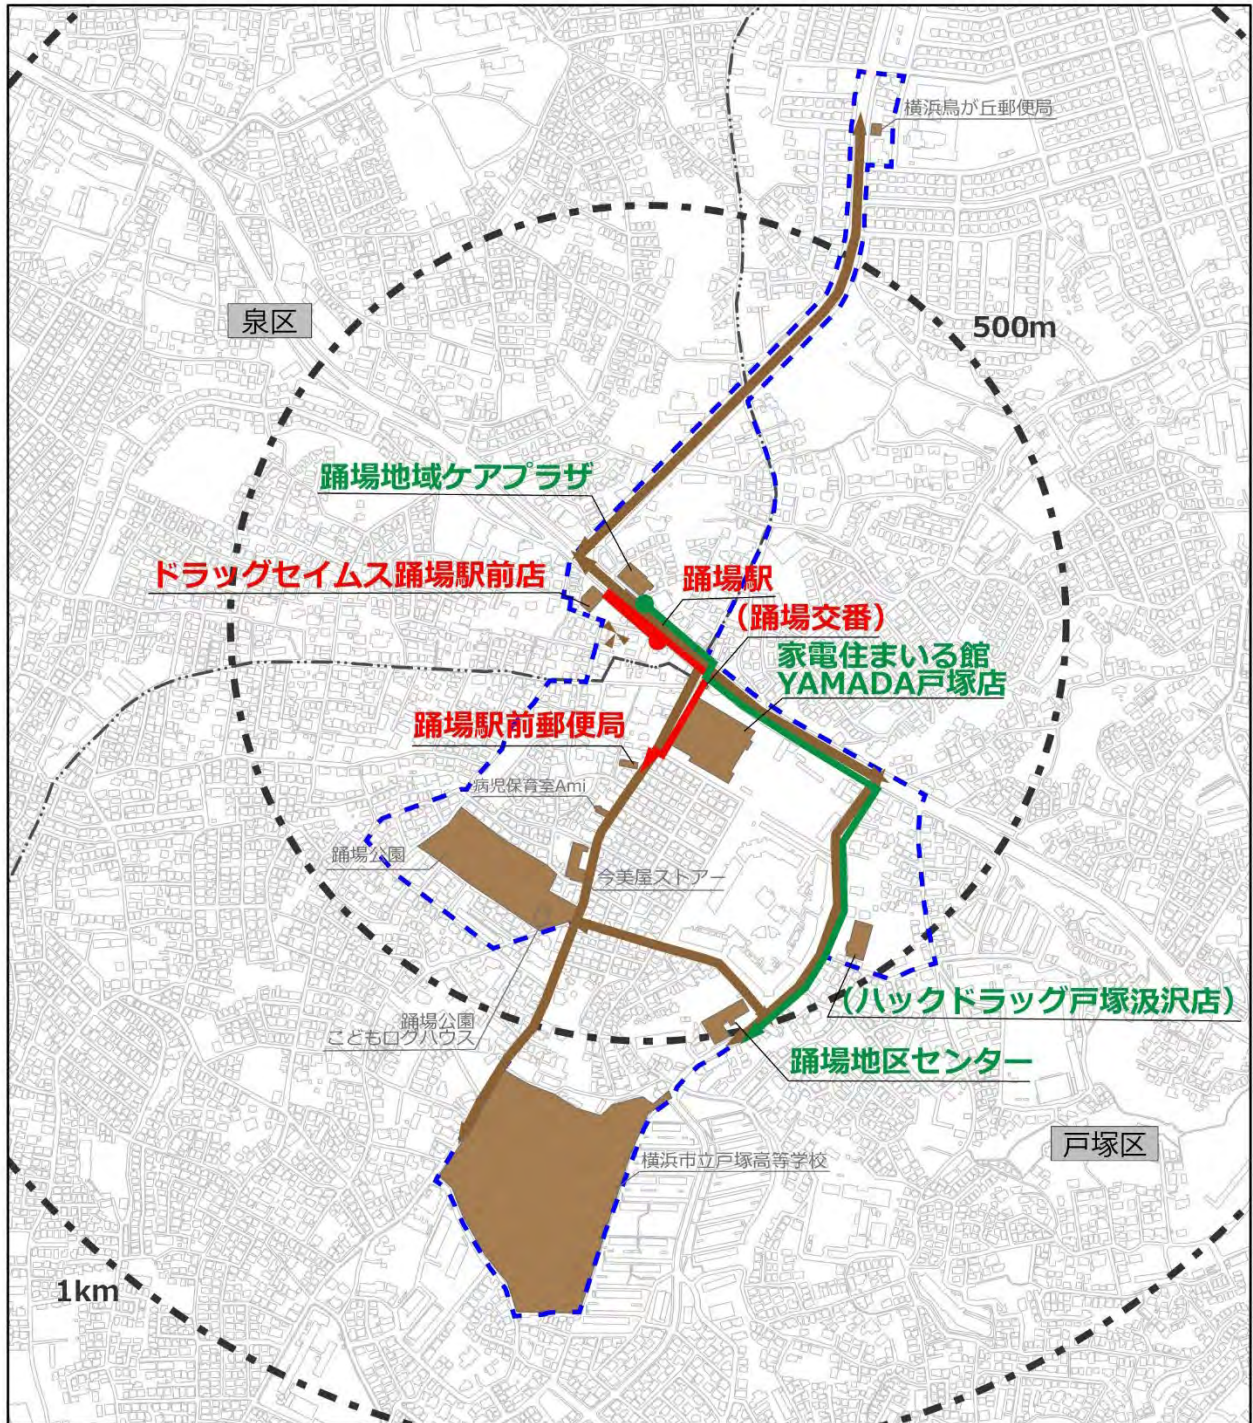 横浜鳥が丘郵便局
泉区
500m
踊場地域ケアプラザ
ドラッグセイムス踊場駅前店
踊場駅
(踊場交番)
家電住まいる館
YAMADA戸塚店
踊場駅前郵便局
病児保育室Ami
踊場公園
今美屋ストアー
(ハックドラッグ戸塚汲沢店)
踊場公園
こどもログハウス
踊場地区センター
戸塚区
横浜市立戸塚高等学校
1km